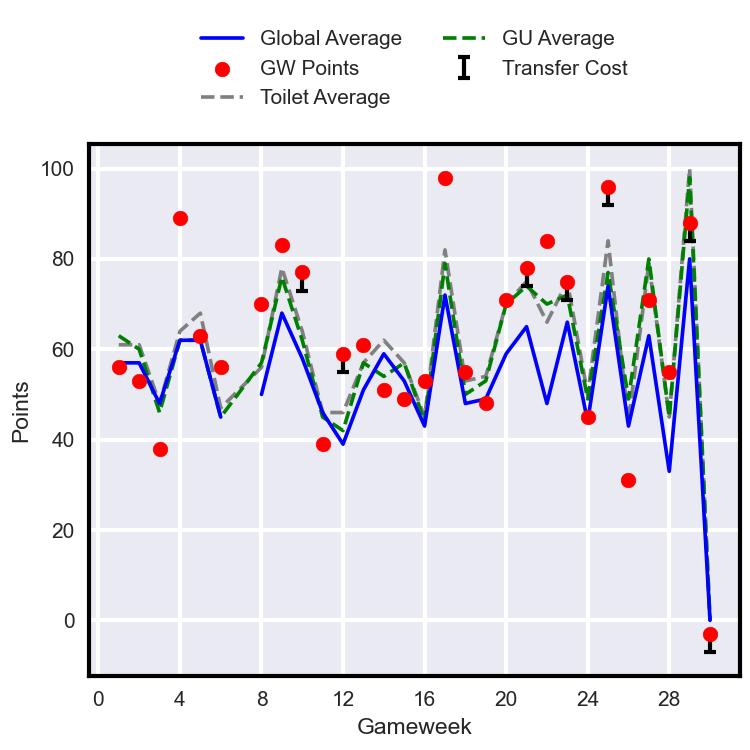 Global Average
GW Points
Toilet Average
GU Average
Transfer Cost
100
80
60
40
20
0
Points
0 4 8 12 16 20 24 28
Gameweek